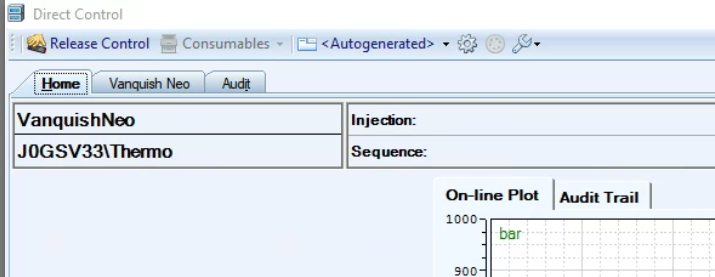 Direct Control
Release Control Consumables <Autogenerated>
Home Vanquish Neo Audit
VanquishNeo Injection:
J0GSV33\Thermo Sequence:
On-line Plot Audit Trail
1000 bar
900